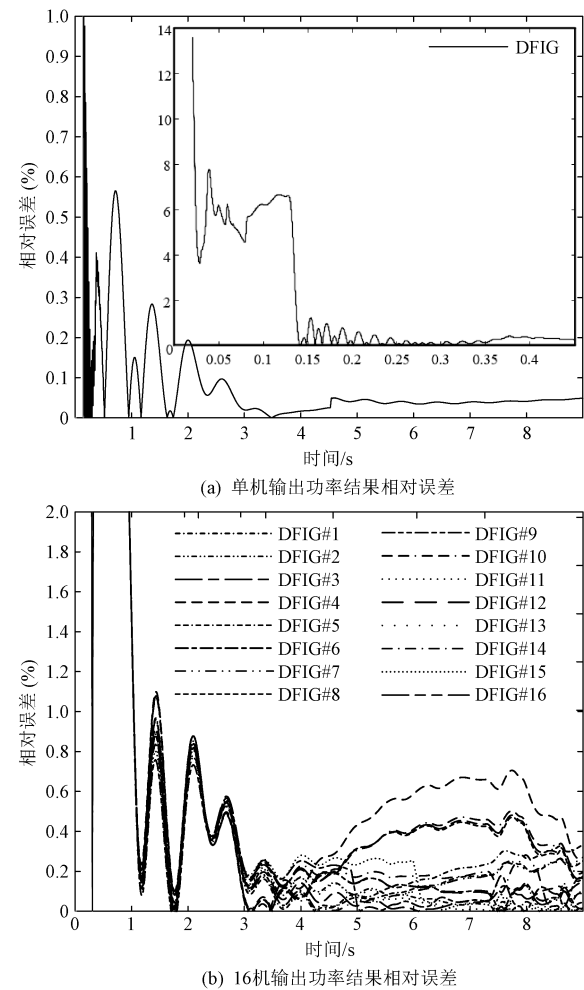 1.0
0.9
0.8
0.7
0.6
0.5
0.4
0.3
0.2
0.1
0
相对误差 (%)
14
12
10
8
6
4
2
0
DFIG
0.05 0.1 0.15 0.2 0.25 0.3 0.35 0.4
1 2 3 4 5 6 7 8
时间/s
(a) 单机输出功率结果相对误差
2.0
1.8
1.6
1.4
1.2
1.0
0.8
0.6
0.4
0.2
0
相对误差 (%)
DFIG#1
DFIG#2
DFIG#3
DFIG#4
DFIG#5
DFIG#6
DFIG#7
DFIG#8
DFIG#9
DFIG#10
DFIG#11
DFIG#12
DFIG#13
DFIG#14
DFIG#15
DFIG#16
0 1 2 3 4 5 6 7 8
时间/s
(b) 16机输出功率结果相对误差